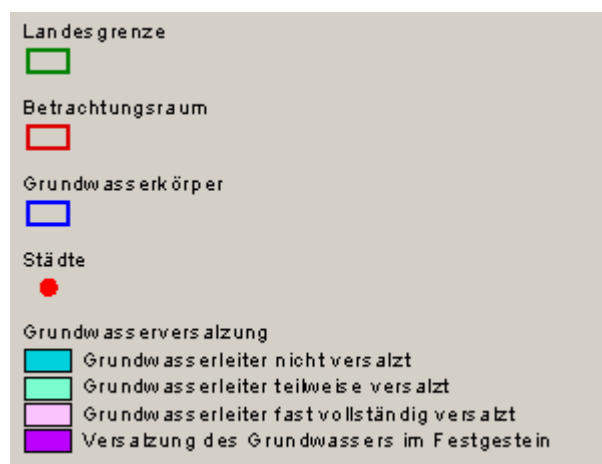 Landesgrenze
Betrachtungsraum
Grundwasserkörper
Städte
Grundwasserversalzung
Grundwasserleiter nicht versalzt
Grundwasserleiter teilweise versalzt
Grundwasserleiter fast vollständig versalzt
Versalzung des Grundwassers im Festgestein